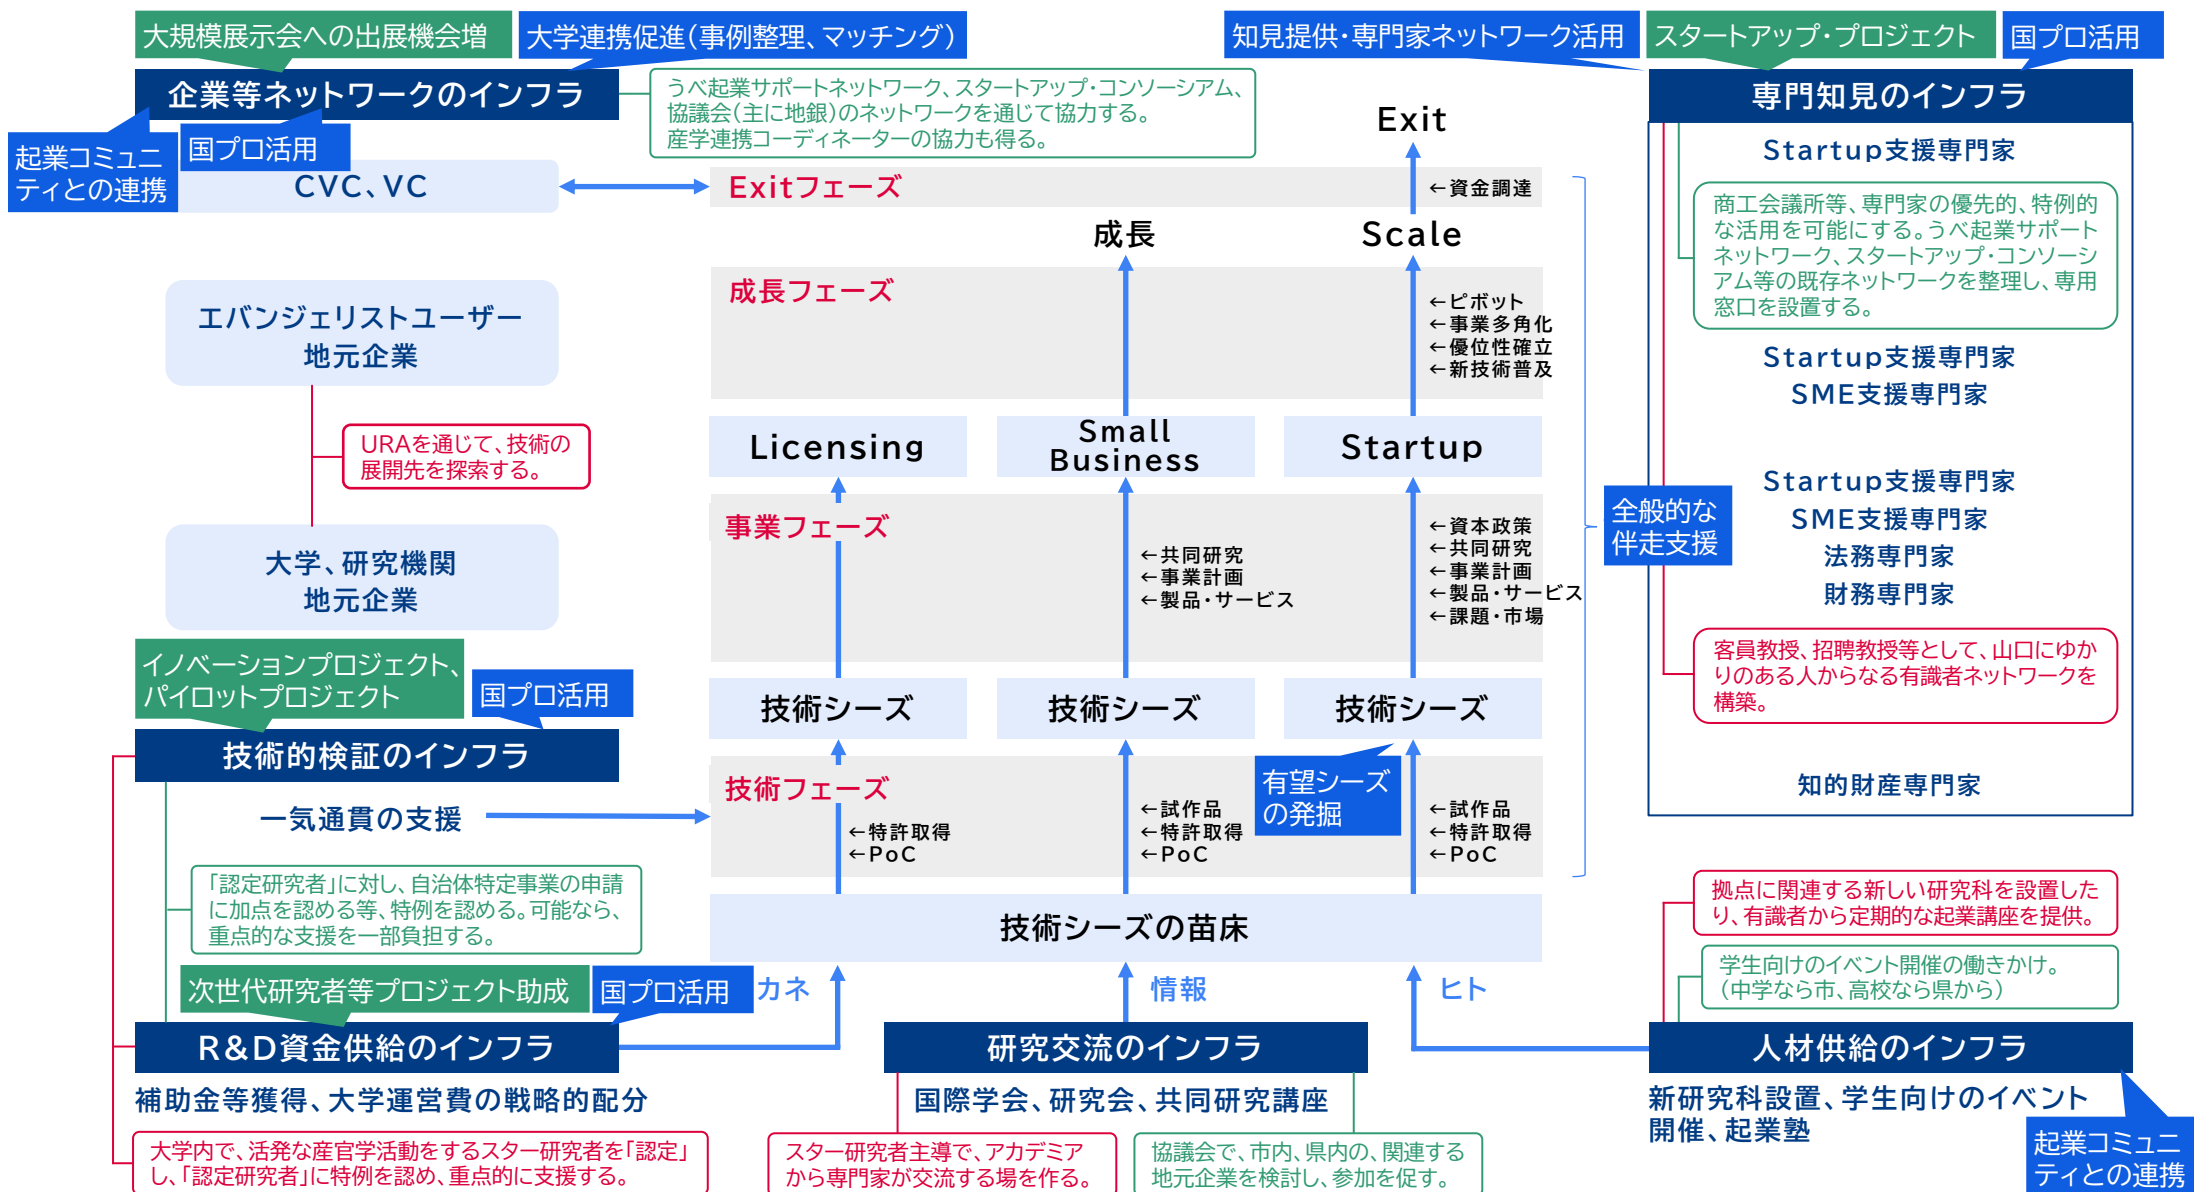 大規模展示会への出展機会増
大学連携促進（事例整理、マッチング）
知見提供・専門家ネットワーク活用
スタートアップ・プロジェクト
国プロ活用
企業等ネットワークのインフラ
起業コミュニ
ティとの連携
国プロ活用
CVC、VC
うべ起業サポートネットワーク、スタートアップ・コンソーシアム、
協議会（主に地銀）のネットワークを通じて協力する。
産学連携コーディネーターの協力も得る。
Exit
Exitフェーズ
←資金調達
成長
Scale
成長フェーズ
←ピボット
←事業多角化
←優位性確立
←新技術普及
エバンジェリストユーザー
地元企業
URAを通じて、技術の
展開先を探索する。
大学、研究機関
地元企業
Licensing
Small
Business
Startup
事業フェーズ
←共同研究
←事業計画
←製品・サービス
←資本政策
←共同研究
←事業計画
←製品・サービス
←課題・市場
全般的な
伴走支援
専門知見のインフラ
Startup支援専門家
商工会議所等、専門家の優先的、特例的
な活用を可能にする。うべ起業サポート
ネットワーク、スタートアップ・コンソーシ
アム等の既存ネットワークを整理し、専用
窓口を設置する。
Startup支援専門家
SME支援専門家
Startup支援専門家
SME支援専門家
法務専門家
財務専門家
客員教授、招聘教授等として、山口にゆか
りのある人からなる有識者ネットワークを
構築。
知的財産専門家
イノベーションプロジェクト、
パイロットプロジェクト
国プロ活用
技術的検証のインフラ
一気通貫の支援
技術シーズ
技術シーズ
技術シーズ
技術フェーズ
←特許取得
←PoC
←試作品
←特許取得
←PoC
有望シーズ
の発掘
←試作品
←特許取得
←PoC
「認定研究者」に対し、自治体特定事業の申請
に加点を認める等、特例を認める。可能なら、
重点的な支援を一部負担する。
技術シーズの苗床
次世代研究者等プロジェクト助成
国プロ活用
カネ
情報
ヒト
R&D資金供給のインフラ
補助金等獲得、大学運営費の戦略的配分
大学内で、活発な産官学活動をするスター研究者を「認定」
し、「認定研究者」に特例を認め、重点的に支援する。
研究交流のインフラ
国際学会、研究会、共同研究講座
スター研究者主導で、アカデミア
から専門家が交流する場を作る。
協議会で、市内、県内の、関連する
地元企業を検討し、参加を促す。
拠点に関連する新しい研究科を設置した
り、有識者から定期的な起業講座を提供。
学生向けのイベント開催の働きかけ。
（中学なら市、高校なら県から）
人材供給のインフラ
新研究科設置、学生向けのイベント
開催、起業塾
起業コミュニ
ティとの連携